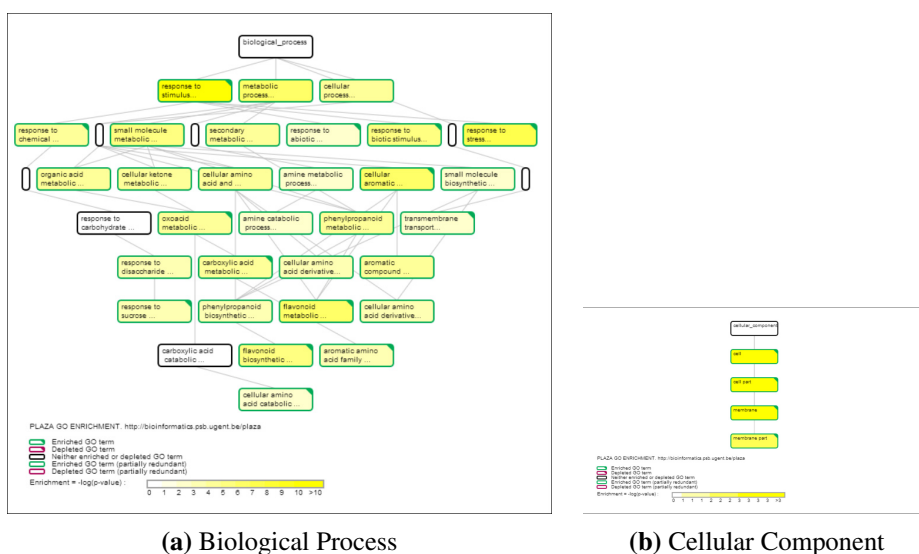 biological_process
response to
stimulus...
metabolic
process...
cellular
process...
response to
chemical ...
small molecule
metabolic ...
secondary
metabolic ...
response to
abiotic ...
response to
biotic stimulus...
response to
stress...
organic acid
metabolic ...
cellular ketone
metabolic ...
cellular amino
acid and ...
amine metabolic
process...
cellular
aromatic ...
small molecule
biosynthetic ...
response to
carbohydrate ...
oxoacid
metabolic ...
amine catabolic
process...
phenylpropanoid
metabolic ...
transmembrane
transport...
response to
disaccharide ...
carboxylic acid
metabolic ...
cellular amino
acid derivative...
aromatic
compound ...
response to
sucrose ...
phenylpropanoid
biosynthetic ...
flavonoid
metabolic ...
cellular amino
acid derivative...
carboxylic acid
catabolic ...
flavonoid
biosynthetic ...
aromatic amino
acid family ...
cellular amino
acid catabolic ...
PLAZA GO ENRICHMENT. http://bioinformatics.psb.ugent.be/plaza
Enriched GO term
Depleted GO term
Neither enriched or depleted GO term
Enriched GO term (partially redundant)
Depleted GO term (partially redundant)
Enrichment = -log(p-value) :
0 1 2 3 4 5 6 7 8 9 10 >10
(a) Biological Process
cellular_component
cell
cell part
membrane
membrane part
PLAZA GO ENRICHMENT. http://bioinformatics.psb.ugent.be/plaza
Enriched GO term
Depleted GO term
Neither enriched or depleted GO term
Enriched GO term (partially redundant)
Depleted GO term (partially redundant)
Enrichment = -log(p-value) :
(b) Cellular Component